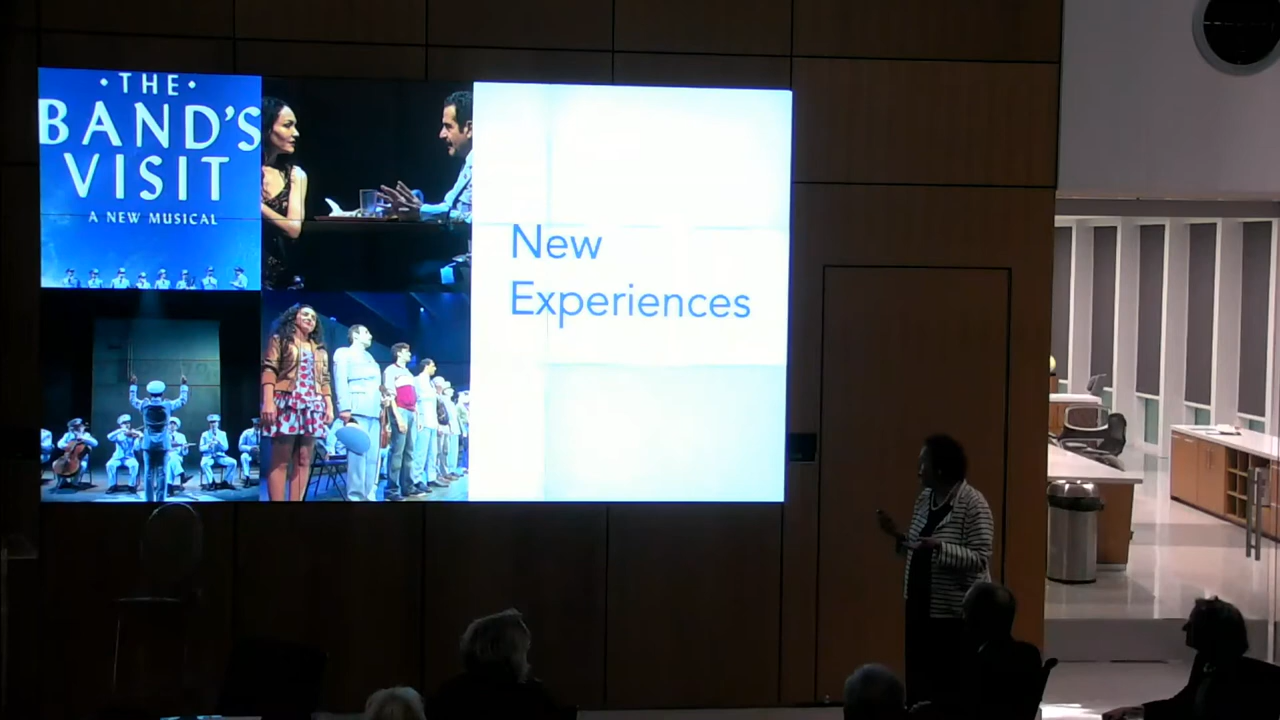 • THE •
BAND'S
VISIT
A NEW MUSICAL
New
Experiences